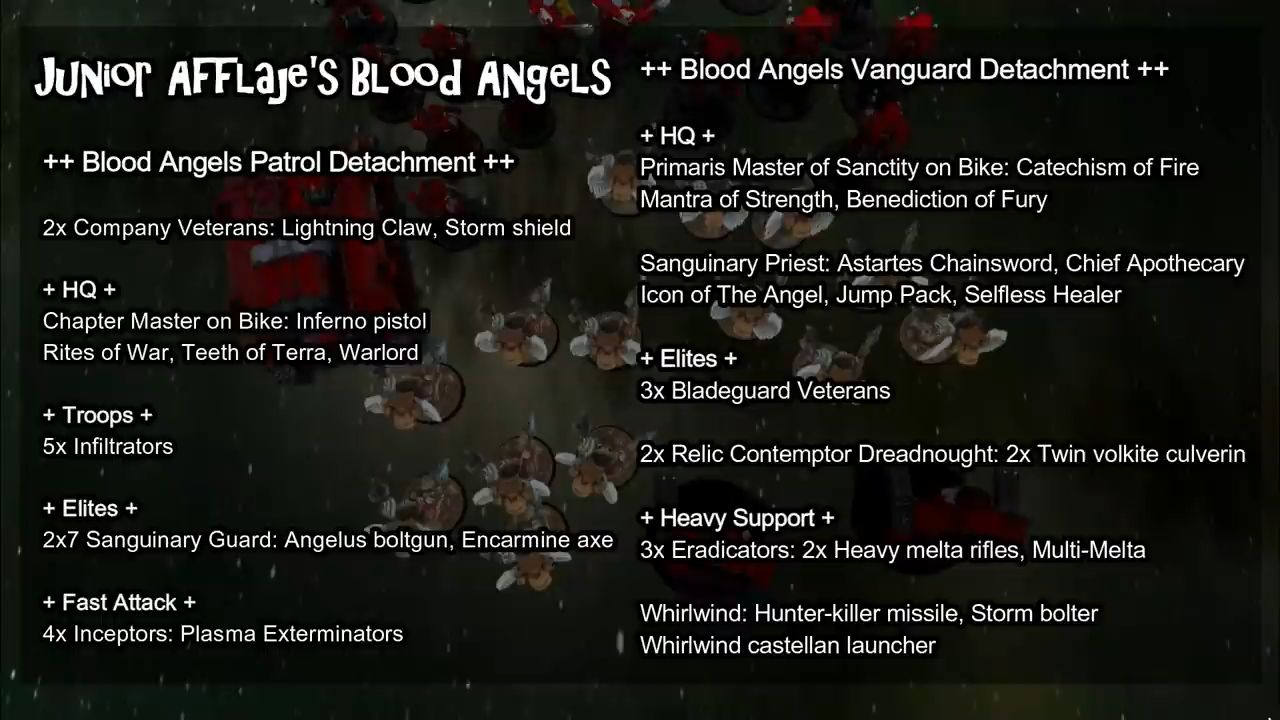 Junior Afflaje's Blood Angels
++ Blood Angels Patrol Detachment ++
2x Company Veterans: Lightning Claw, Storm shield
+ HQ +
Chapter Master on Bike: Inferno pistol
Rites of War, Teeth of Terra, Warlord
+ Troops +
5x Infiltrators
+ Elites +
2x7 Sanguinary Guard: Angelus boltgun, Encarmine axe
+ Fast Attack +
4x Inceptors: Plasma Exterminators
++ Blood Angels Vanguard Detachment ++
+ HQ +
Primaris Master of Sanctity on Bike: Catechism of Fire
Mantra of Strength, Benediction of Fury
Sanguinary Priest: Astartes Chainsword, Chief Apothecary
Icon of The Angel, Jump Pack, Selfless Healer
+ Elites +
3x Bladeguard Veterans
2x Relic Contemptor Dreadnought: 2x Twin volkite culverin
+ Heavy Support +
3x Eradicators: 2x Heavy melta rifles, Multi-Melta
Whirlwind: Hunter-killer missile, Storm bolter
Whirlwind castellan launcher